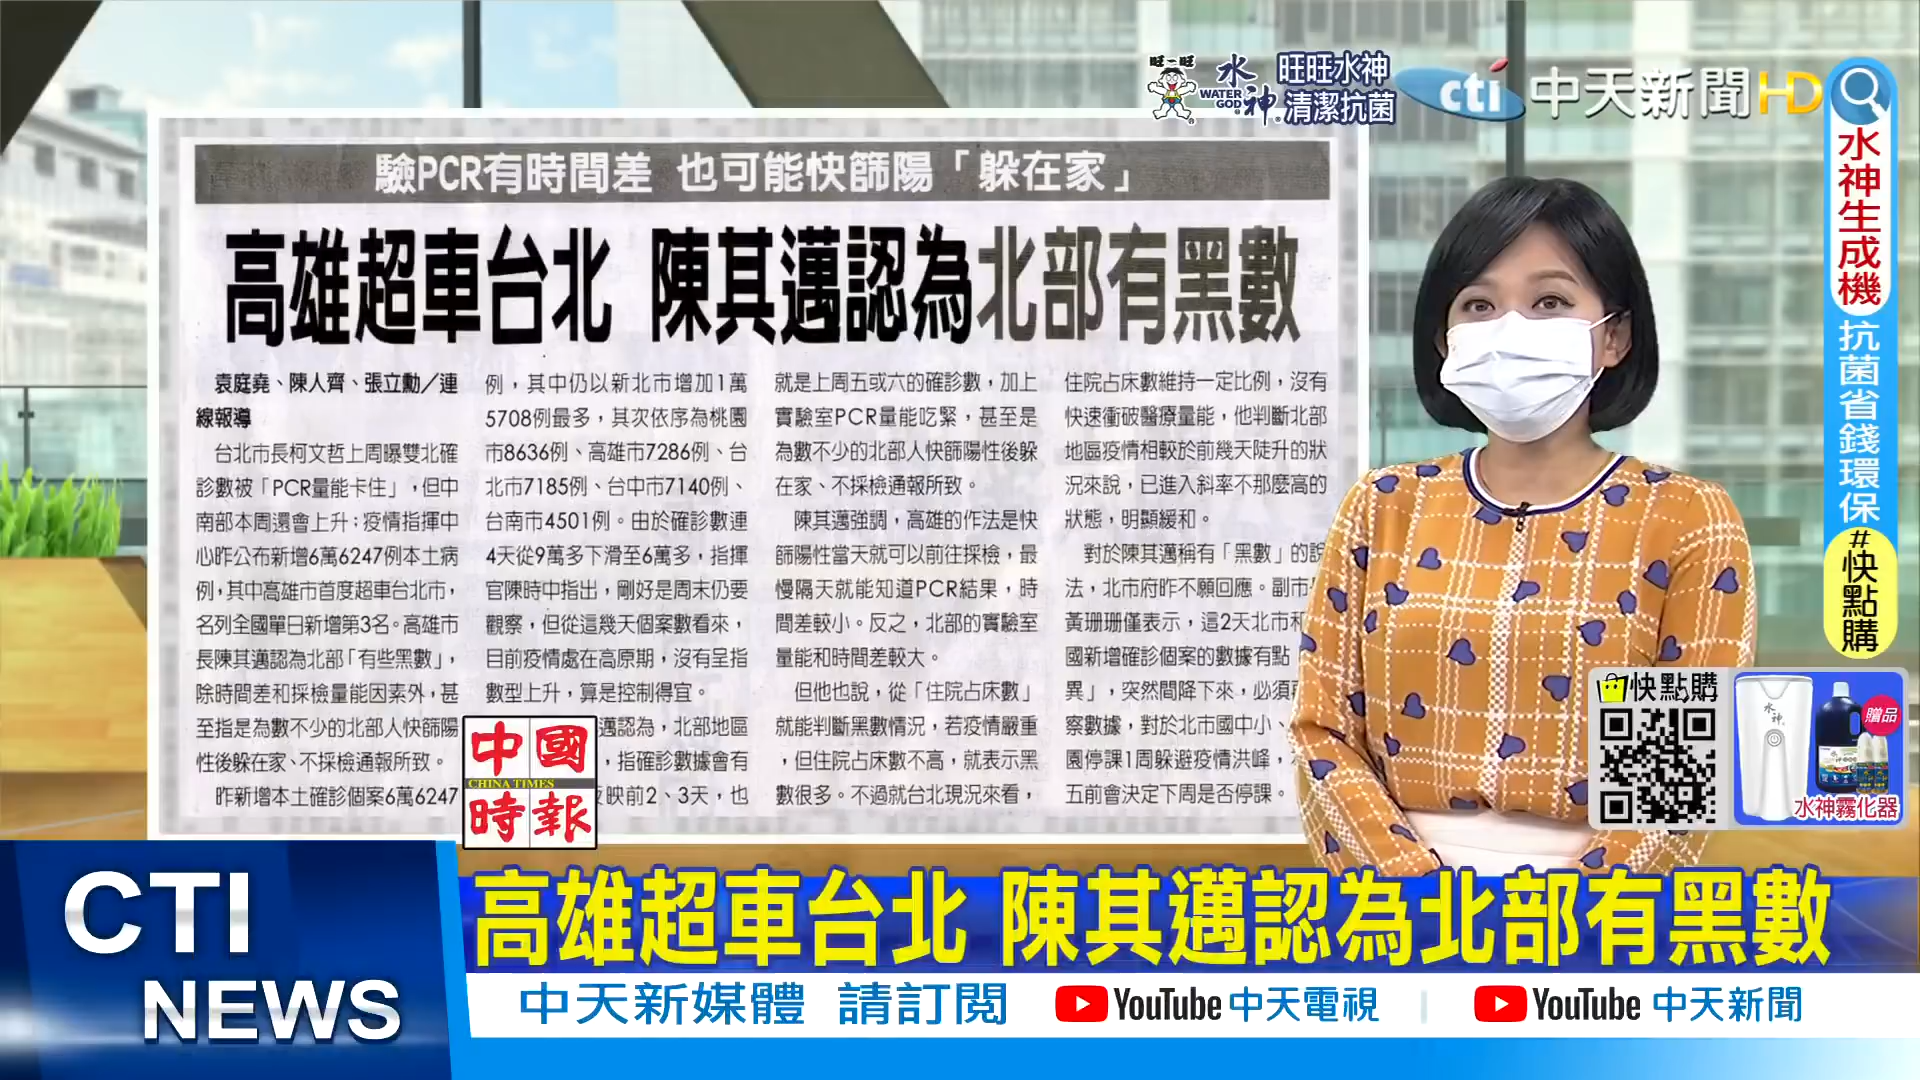 旺一旺
水神
WATER GOD
旺旺水神
清潔抗菌
cti 中天新聞HD
驗PCR有時間差 也可能快篩陽「躲在家」
高雄超車台北 陳其邁認為北部有黑數
袁庭堯、陳人齊、張立勳／連
線報導
台北市長柯文哲上周曝雙北確
診數被「PCR量能卡住」,但中
南部本周還會上升;疫情指揮中
心昨公布新增6萬6247例本土病
例,其中高雄市首度超車台北市,
名列全國單日新增第3名。高雄市
長陳其邁認為北部「有些黑數」,
除時間差和採檢量能因素外,甚
至指是為數不少的北部人快篩陽
性後躲在家、不採檢通報所致。
昨新增本土確診個案6萬6247
例,其中仍以新北市增加1萬
5708例最多,其次依序為桃園
市8636例、高雄市7286例、台
北市7185例、台中市7140例、
台南市4501例。由於確診數連
4天從9萬多下滑至6萬多,指揮
官陳時中指出,剛好是周末仍要
觀察,但從這幾天個案數看來,
目前疫情處在高原期,沒有呈指
數型上升,算是控制得宜。
邁認為,北部地區
,指確診數據會有
映前2、3天,也
就是上周五或六的確診數,加上
實驗室PCR量能吃緊,甚至是
為數不少的北部人快篩陽性後躲
在家、不採檢通報所致。
陳其邁強調,高雄的作法是快
篩陽性當天就可以前往採檢,最
慢隔天就能知道PCR結果,時
間差較小。反之,北部的實驗室
量能和時間差較大。
但他也說,從「住院占床數」
就能判斷黑數情況,若疫情嚴重
,但住院占床數不高,就表示黑
數很多。不過就台北現況來看,
住院占床數維持一定比例,沒有
快速衝破醫療量能,他判斷北部
地區疫情相較於前幾天陡升的狀
況來說,已進入斜率不那麼高的
狀態,明顯緩和。
對於陳其邁稱有「黑數」的說
法,北市府昨不願回應。副市
黃珊珊僅表示,這2天北市和
國新增確診個案的數據有點
異」,突然間降下來,必須
察數據,對於北市國中小、
園停課1周躲避疫情洪峰,
五前會決定下周是否停課。
中國時報
CHINA TIMES
水神生成機
抗菌省錢環保
#快點購
快點購
水神
贈品
水神霧化器
CTI NEWS
高雄超車台北 陳其邁認為北部有黑數
中天新媒體 請訂閱 YouTube 中天電視 | YouTube 中天新聞